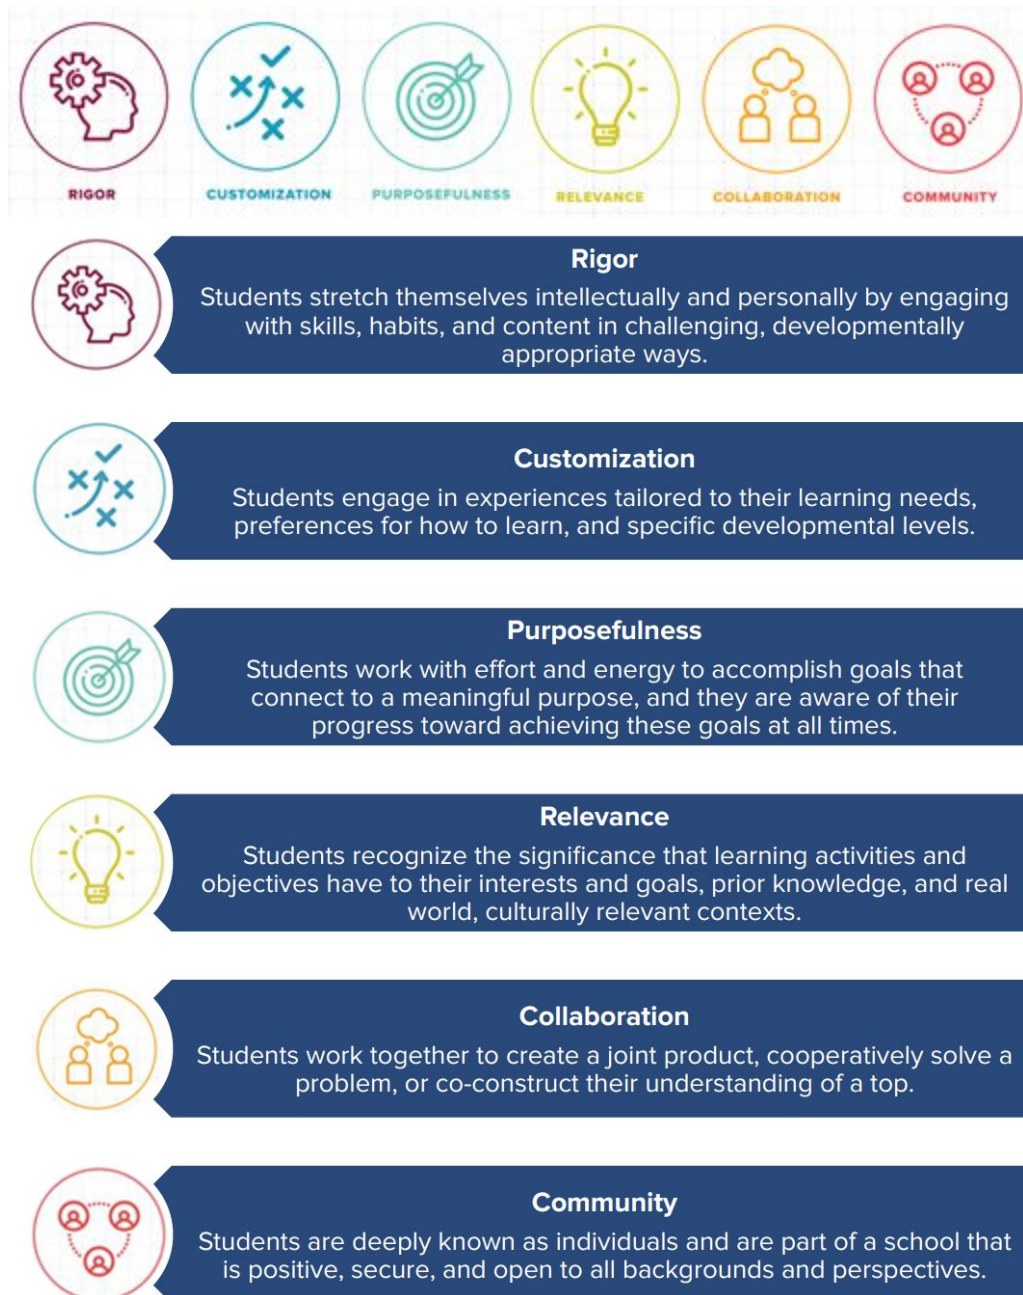 RIGOR CUSTOMIZATION PURPOSEFULNESS RELEVANCE COLLABORATION COMMUNITY
Rigor
Students stretch themselves intellectually and personally by engaging
with skills, habits, and content in challenging, developmentally
appropriate ways.
Customization
Students engage in experiences tailored to their learning needs,
preferences for how to learn, and specific developmental levels.
Purposefulness
Students work with effort and energy to accomplish goals that
connect to a meaningful purpose, and they are aware of their
progress toward achieving these goals at all times.
Relevance
Students recognize the significance that learning activities and
objectives have to their interests and goals, prior knowledge, and real
world, culturally relevant contexts.
Collaboration
Students work together to create a joint product, cooperatively solve a
problem, or co-construct their understanding of a top.
Community
Students are deeply known as individuals and are part of a school that
is positive, secure, and open to all backgrounds and perspectives.